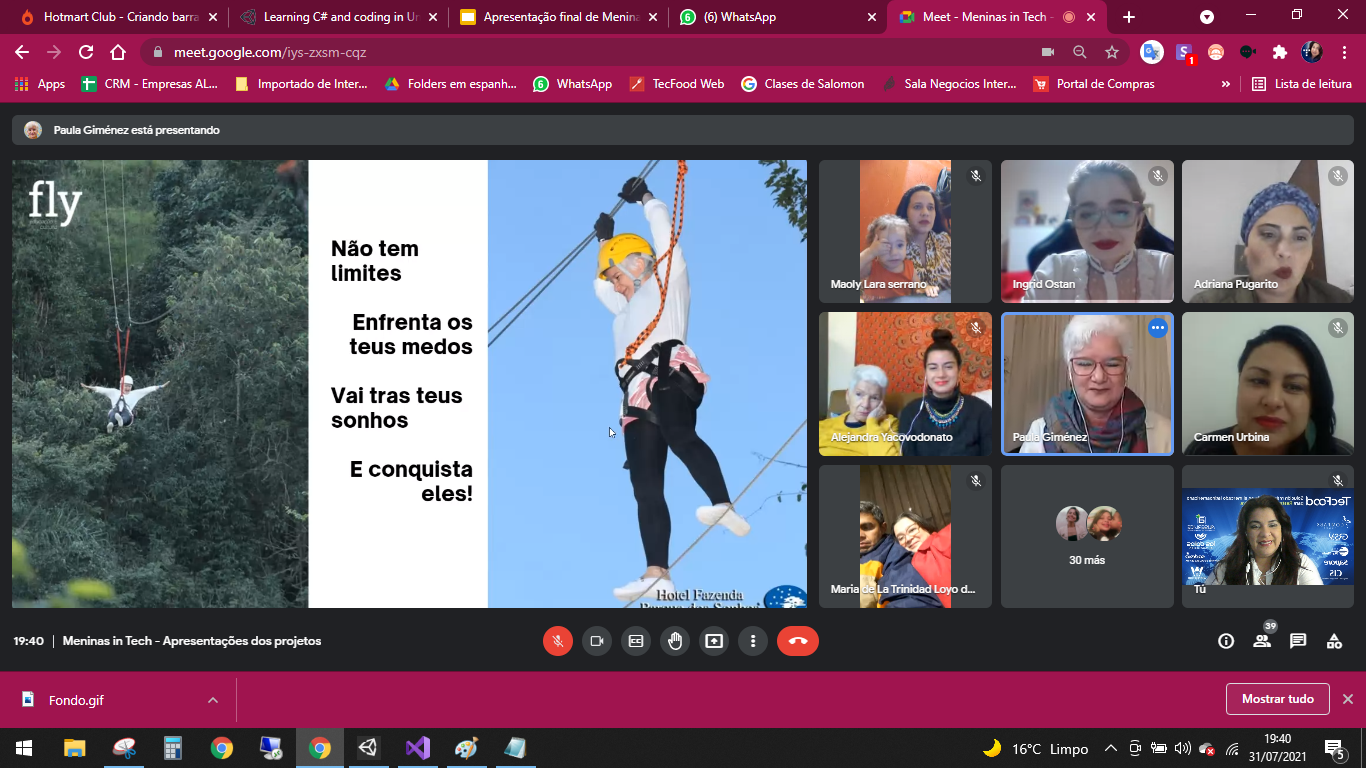 Hotmart Club - Criando barra
Learning C# and coding in Ur
Apresentação final de Menina
(6) WhatsApp
Meet - Meninas in Tech -
meet.google.com/iys-zxsm-cqz
1
Apps
CRM - Empresas AL...
Importado de Inter...
Folders em espanh...
6
WhatsApp
TecFood Web
Clases de Salomon
Sala Negocios Inter...
Portal de Compras
»
Lista de leitura
Paula Giménez está presentando
fly
Não tem
limites
Enfrenta os
teus medos
Vai tras teus
sonhos
E conquista
eles!
Hotel Fazenda
Maoly Lara serrano
Ingrid Ostan
Adriana Pugarito
Alejandra Yacovodonato
Paula Giménez
Carmen Urbina
Maria de La Trinidad Loyo d...
30 más
TecFood
Tú
19:40 | Meninas in Tech - Apresentações dos projetos
39
Fondo.gif
Mostrar tudo
16°C Limpo
19:40
31/07/2021
5